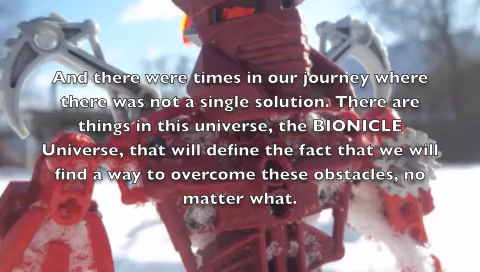 And there were times in our journey where
there was not a single solution. There are
things in this universe, the BIONICLE
Universe, that will define the fact that we will
find a way to overcome these obstacles, no
matter what.